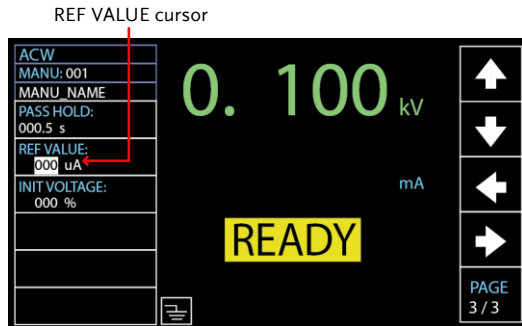 REF VALUE cursor
ACW
MANU: 001
MANU_NAME
PASS HOLD:
000.5 s
REF VALUE:
000 uA
INIT VOLTAGE:
000 %
0. 100 kV
mA
READY
PAGE
3 / 3